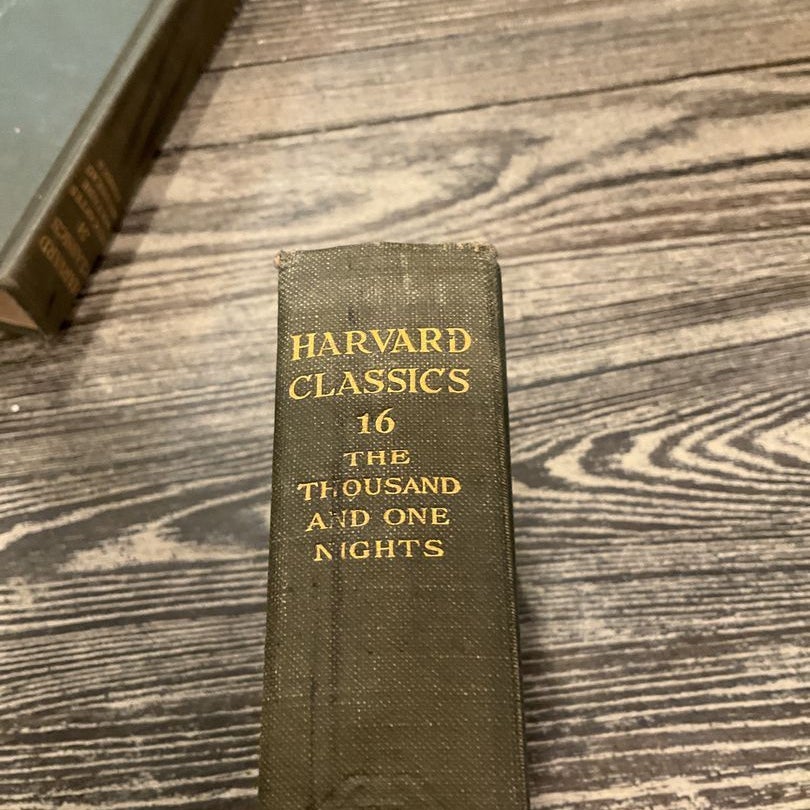 HARVARD
CLASSICS
16
THE
THOUSAND
AND ONE
NIGHTS